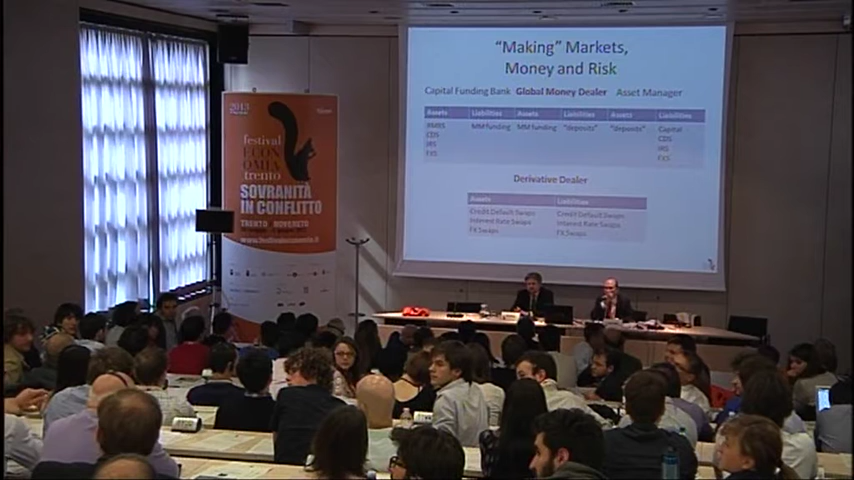 "Making" Markets,
Money and Risk
Capital Funding Bank Global Money Dealer Asset Manager
Assets Liabilities Assets Liabilities Assets Liabilities
MM funding MM funding "deposits" "deposits" Capital
CDS CDS
IRS IRS
FXS FXS
Derivative Dealer
Assets Liabilities
Credit Default Swaps Credit Default Swaps
Interest Rate Swaps Interest Rate Swaps
FX Swaps FX Swaps
2013
festival
ECON
OMIA
trento
SOVRANITÀ
IN CONFLITTO
TRENTO ROVERETO